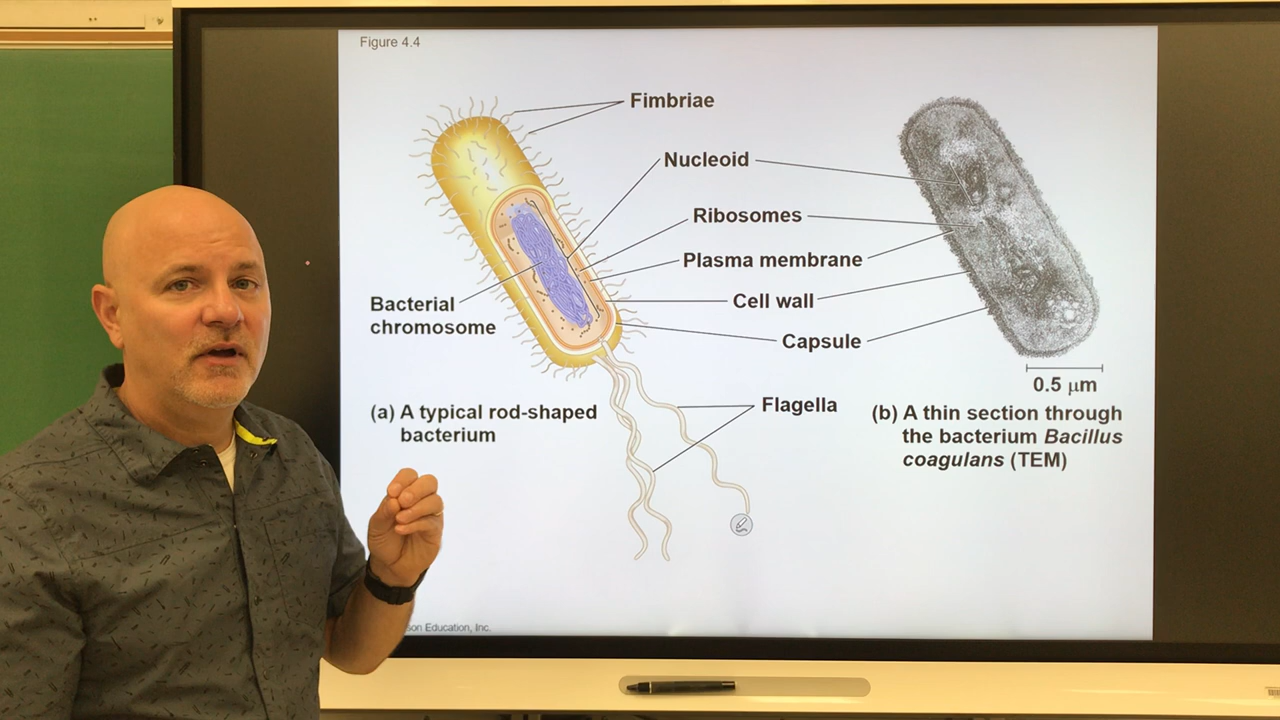 Figure 4.4
Fimbriae
Nucleoid
Ribosomes
Plasma membrane
Bacterial
chromosome
Cell wall
Capsule
0.5 μm
Flagella
(a) A typical rod-shaped
bacterium
(b) A thin section through
the bacterium Bacillus
coagulans (TEM)
Education, Inc.